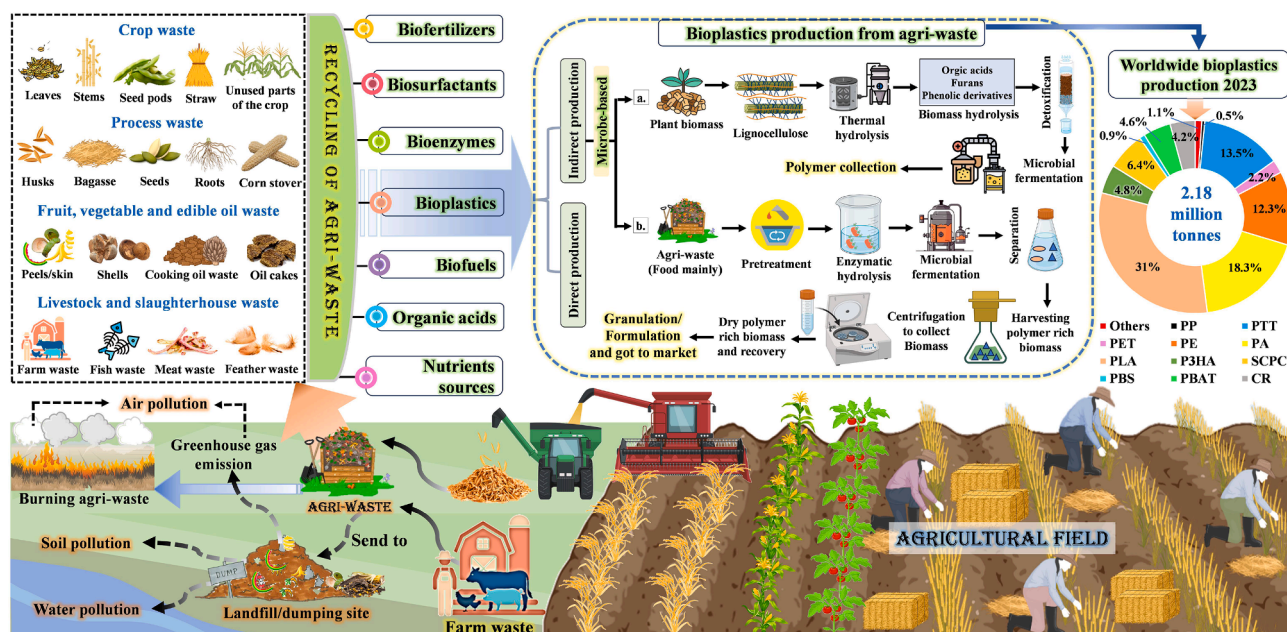 Crop waste
Leaves
Stems
Seed pods
Straw
Unused parts
of the crop
Process waste
Husks
Bagasse
Seeds
Roots
Corn stover
Fruit, vegetable and edible oil waste
Peels/skin
Shells
Cooking oil waste
Oil cakes
Livestock and slaughterhouse waste
Farm waste
Fish waste
Meat waste
Feather waste
RECYCLING OF AGRI-WASTE
Biofertilizers
Biosurfactants
Bioenzymes
Bioplastics
Biofuels
Organic acids
Nutrients
sources
Bioplastics production from agri-waste
Indirect production
Direct production
Microbe-based
a.
Plant biomass
Lignocellulose
Thermal
hydrolysis
Orgic acids
Furans
Phenolic derivatives
Biomass hydrolysis
Detoxification
Microbial
fermentation
Polymer collection
b.
Agri-waste
(Food mainly)
Pretreatment
Enzymatic
hydrolysis
Microbial
fermentation
Separation
Harvesting
polymer rich
biomass
Centrifugation
to collect
Biomass
Dry polymer
rich biomass
and recovery
Granulation/
Formulation
and got to market
Worldwide bioplastics
production 2023
1.1%
0.5%
4.6%
4.2%
13.5%
0.9%
2.2%
6.4%
4.8%
12.3%
2.18
million
tonnes
31%
18.3%
Others
PP
PTT
PET
PE
PA
PLA
P3HA
SCPC
PBS
PBAT
CR
Air pollution
Greenhouse gas
emission
Burning agri-waste
AGRI-WASTE
Soil pollution
Send to
DUMP
Water pollution
Landfill/dumping site
Farm waste
AGRICULTURAL FIELD